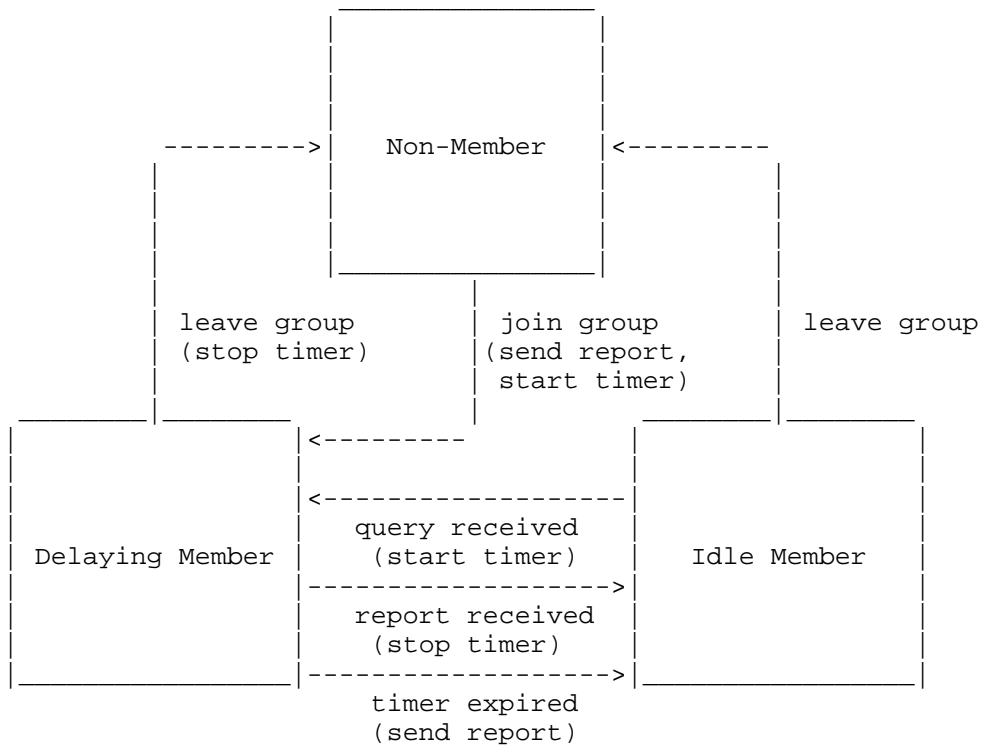 Non-Member
leave group
(stop timer)
join group
(send report,
start timer)
leave group
query received
(start timer)
Delaying Member
Idle Member
report received
(stop timer)
timer expired
(send report)